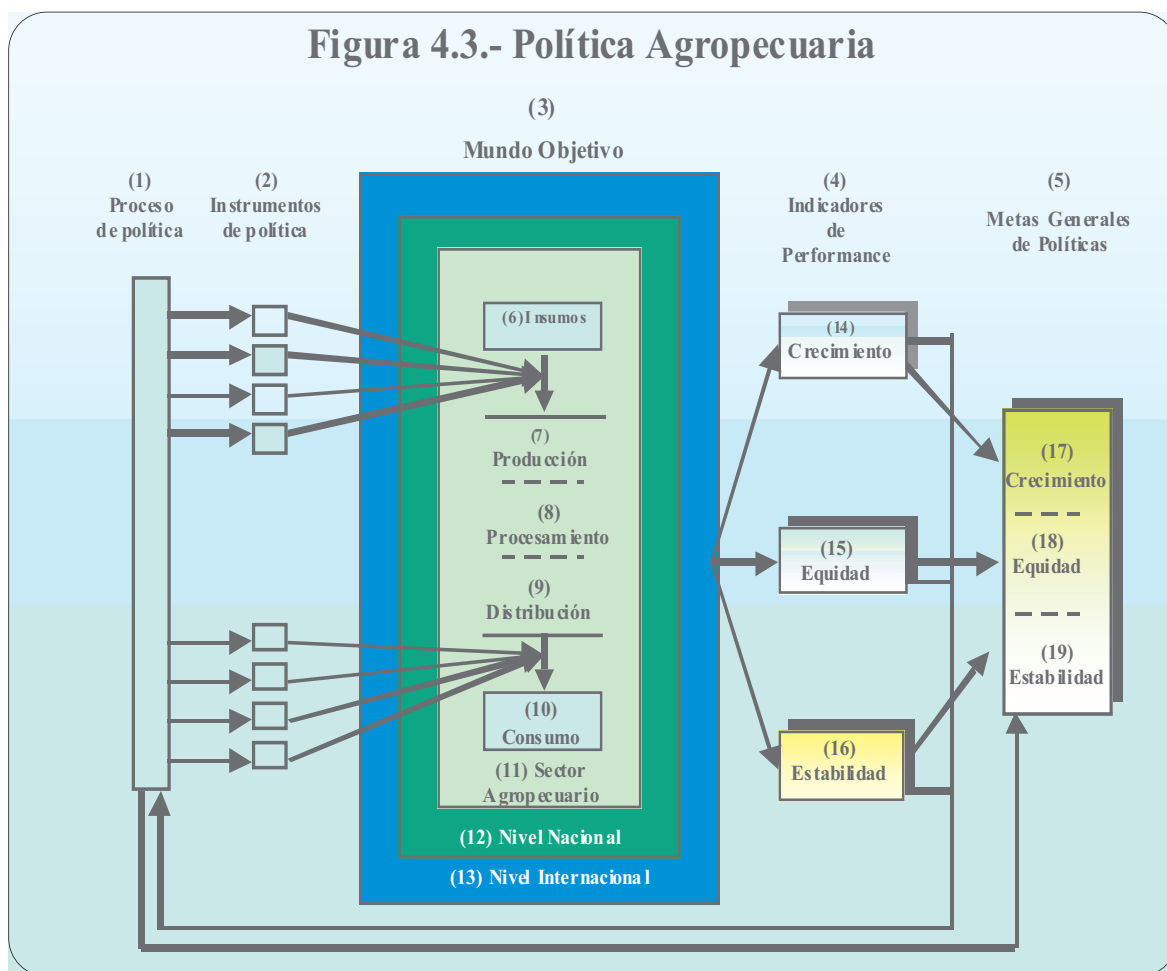 Figura 4.3.- Política Agropecuaria
(3)
Mundo Objetivo
(1)
Proceso
de política
(2)
Instrumentos
de política
(4)
Indicadores
de
Performance
(5)
Metas Generales
de Políticas
(6) Insumos
(7)
Producción
(8)
Procesamiento
(9)
Distribución
(10)
Consumo
(11) Sector
Agropecuario
(12) Nivel Nacional
(13) Nivel Internacional
(14)
Crecimiento
(15)
Equidad
(16)
Estabilidad
(17)
Crecimiento
(18)
Equidad
(19)
Estabilidad